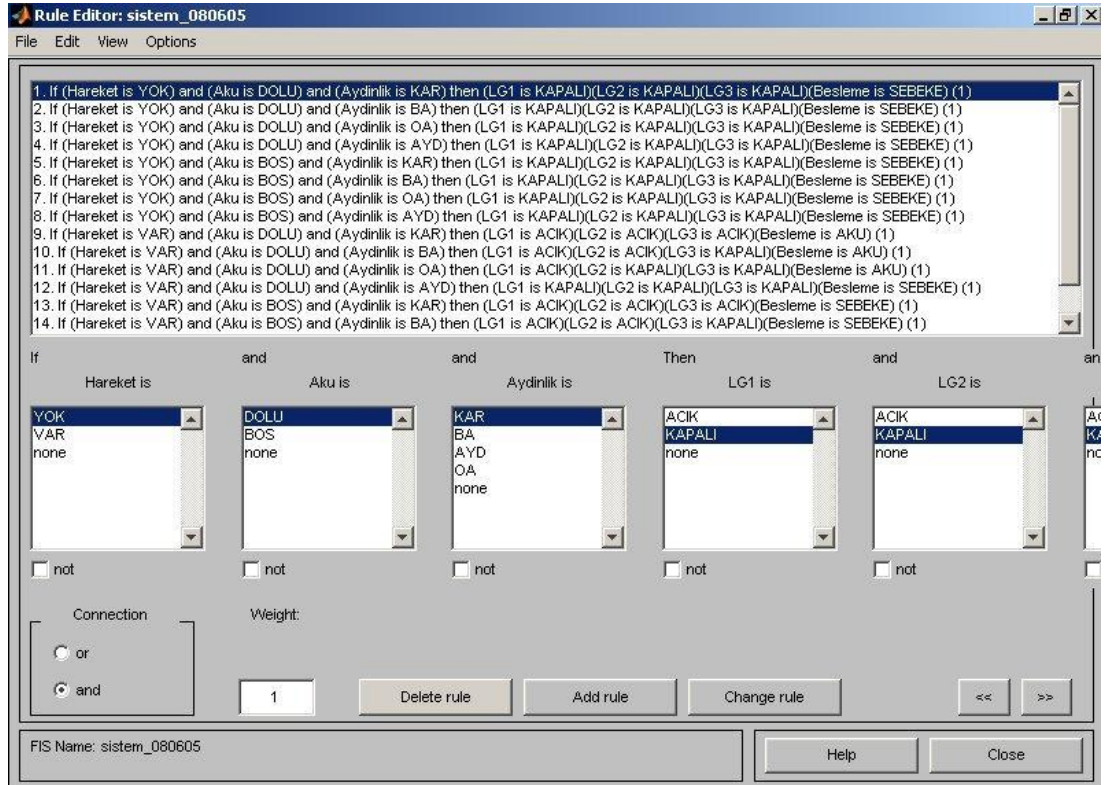 Rule Editor: sistem_080605
File Edit View Options
1. If (Hareket is YOK) and (Aku is DOLU) and (Aydinlik is KAR) then (LG1 is KAPALI)(LG2 is KAPALI)(LG3 is KAPALI)(Besleme is SEBEKE) (1)
2. If (Hareket is YOK) and (Aku is DOLU) and (Aydinlik is BA) then (LG1 is KAPALI)(LG2 is KAPALI)(LG3 is KAPALI)(Besleme is SEBEKE) (1)
3. If (Hareket is YOK) and (Aku is DOLU) and (Aydinlik is OA) then (LG1 is KAPALI)(LG2 is KAPALI)(LG3 is KAPALI)(Besleme is SEBEKE) (1)
4. If (Hareket is YOK) and (Aku is DOLU) and (Aydinlik is AYD) then (LG1 is KAPALI)(LG2 is KAPALI)(LG3 is KAPALI)(Besleme is SEBEKE) (1)
5. If (Hareket is YOK) and (Aku is BOS) and (Aydinlik is KAR) then (LG1 is KAPALI)(LG2 is KAPALI)(LG3 is KAPALI)(Besleme is SEBEKE) (1)
6. If (Hareket is YOK) and (Aku is BOS) and (Aydinlik is BA) then (LG1 is KAPALI)(LG2 is KAPALI)(LG3 is KAPALI)(Besleme is SEBEKE) (1)
7. If (Hareket is YOK) and (Aku is BOS) and (Aydinlik is OA) then (LG1 is KAPALI)(LG2 is KAPALI)(LG3 is KAPALI)(Besleme is SEBEKE) (1)
8. If (Hareket is YOK) and (Aku is BOS) and (Aydinlik is AYD) then (LG1 is KAPALI)(LG2 is KAPALI)(LG3 is KAPALI)(Besleme is SEBEKE) (1)
9. If (Hareket is VAR) and (Aku is DOLU) and (Aydinlik is KAR) then (LG1 is ACIK)(LG2 is ACIK)(LG3 is ACIK)(Besleme is AKU) (1)
10. If (Hareket is VAR) and (Aku is DOLU) and (Aydinlik is BA) then (LG1 is ACIK)(LG2 is ACIK)(LG3 is KAPALI)(Besleme is AKU) (1)
11. If (Hareket is VAR) and (Aku is DOLU) and (Aydinlik is OA) then (LG1 is ACIK)(LG2 is KAPALI)(LG3 is KAPALI)(Besleme is AKU) (1)
12. If (Hareket is VAR) and (Aku is DOLU) and (Aydinlik is AYD) then (LG1 is KAPALI)(LG2 is KAPALI)(LG3 is KAPALI)(Besleme is SEBEKE) (1)
13. If (Hareket is VAR) and (Aku is BOS) and (Aydinlik is KAR) then (LG1 is ACIK)(LG2 is ACIK)(LG3 is ACIK)(Besleme is SEBEKE) (1)
14. If (Hareket is VAR) and (Aku is BOS) and (Aydinlik is BA) then (LG1 is ACIK)(LG2 is ACIK)(LG3 is KAPALI)(Besleme is SEBEKE) (1)
If and and Then and an
Hareket is Aku is Aydinlik is LG1 is LG2 is
YOK DOLU KAR ACIK ACIK AC
VAR BOS BA KAPALI KAPALI KA
none none AYD none none no
OA
none
not not not not not
Connection Weight:
or
and 1 Delete rule Add rule Change rule << >>
FIS Name: sistem_080605 Help Close